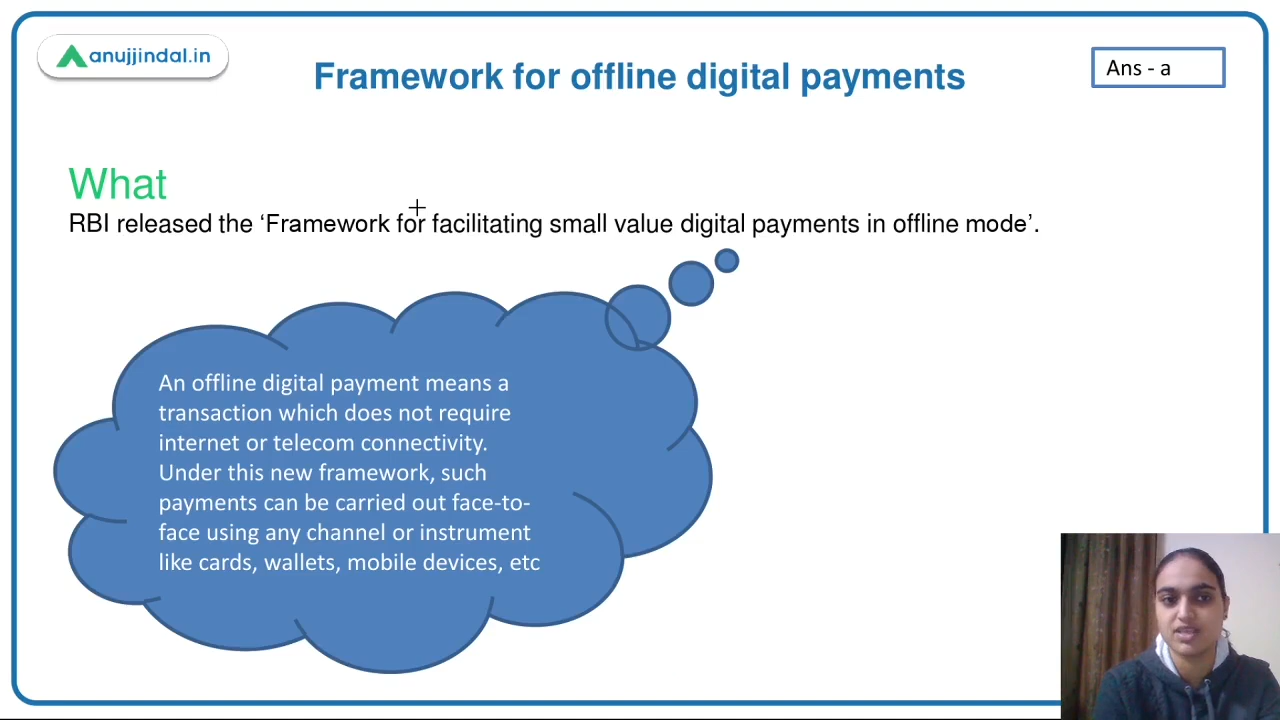 anujjindal.in
Framework for offline digital payments
Ans - a
What
RBI released the ‘Framework for facilitating small value digital payments in offline mode’.
An offline digital payment means a
transaction which does not require
internet or telecom connectivity.
Under this new framework, such
payments can be carried out face-to-
face using any channel or instrument
like cards, wallets, mobile devices, etc